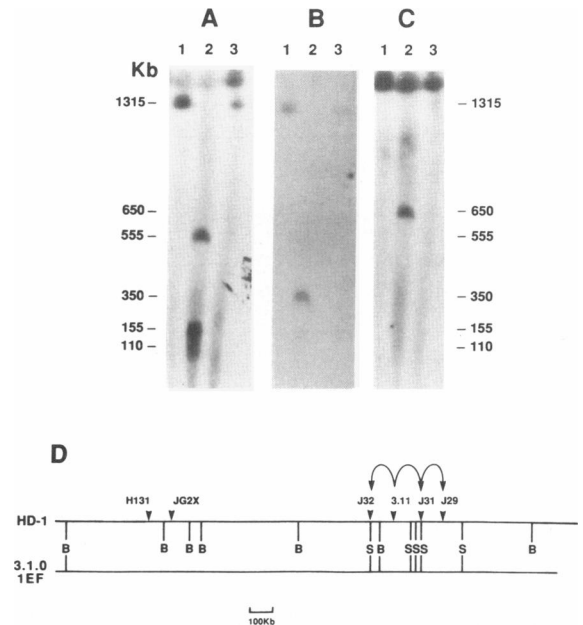 A B C
1 2 3 1 2 3 1 2 3
Kb
1315 – – 1315
650 – – 650
555 – – 555
350 – – 350
155 – – 155
110 – – 110
D
H131 JG2X J32 3.11 J31 J29
HD-1
B B B B B S B S S S S B
3.1.0
1EF
100Kb